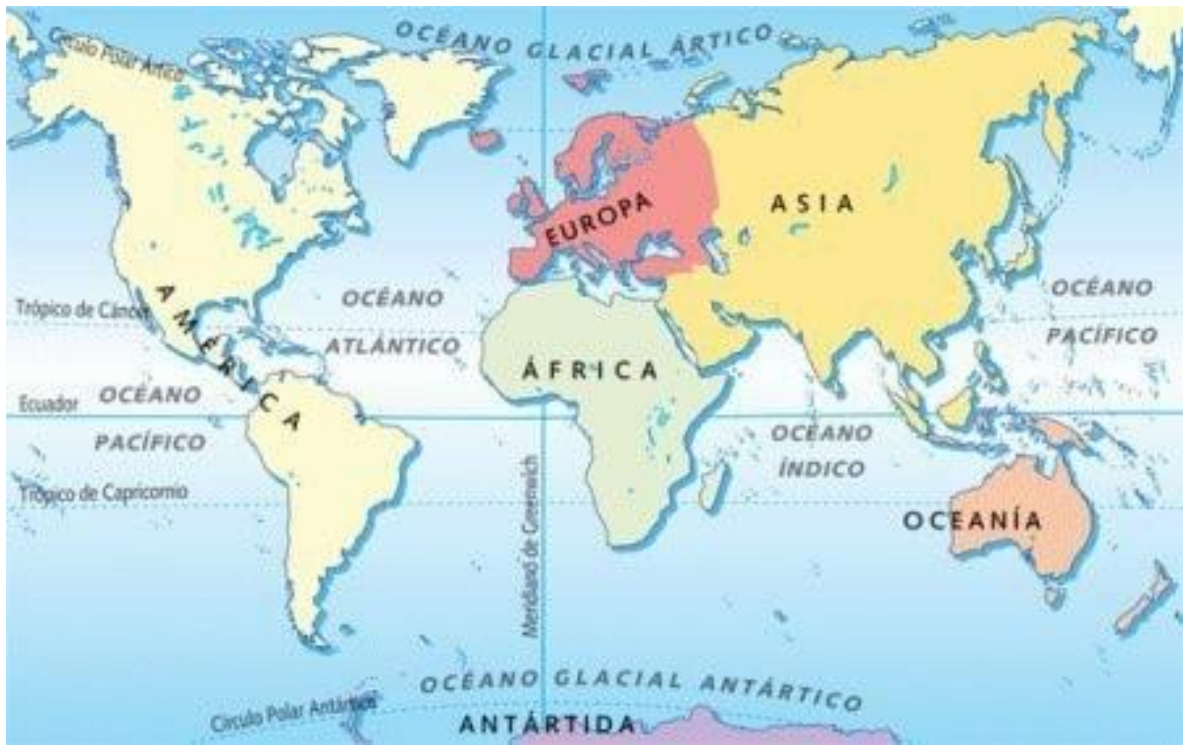 OCÉANO GLACIAL ÁRTICO
Círculo Polar Ártico
EUROPA
ASIA
AMÉRICA
OCÉANO
ATLÁNTICO
OCÉANO
PACÍFICO
Trópico de Cáncer
ÁFRICA
Ecuador
OCÉANO
PACÍFICO
OCÉANO
ÍNDICO
Trópico de Capricornio
Meridiano de Greenwich
OCEANÍA
OCÉANO GLACIAL ANTÁRTICO
Círculo Polar Antártico
ANTÁRTIDA